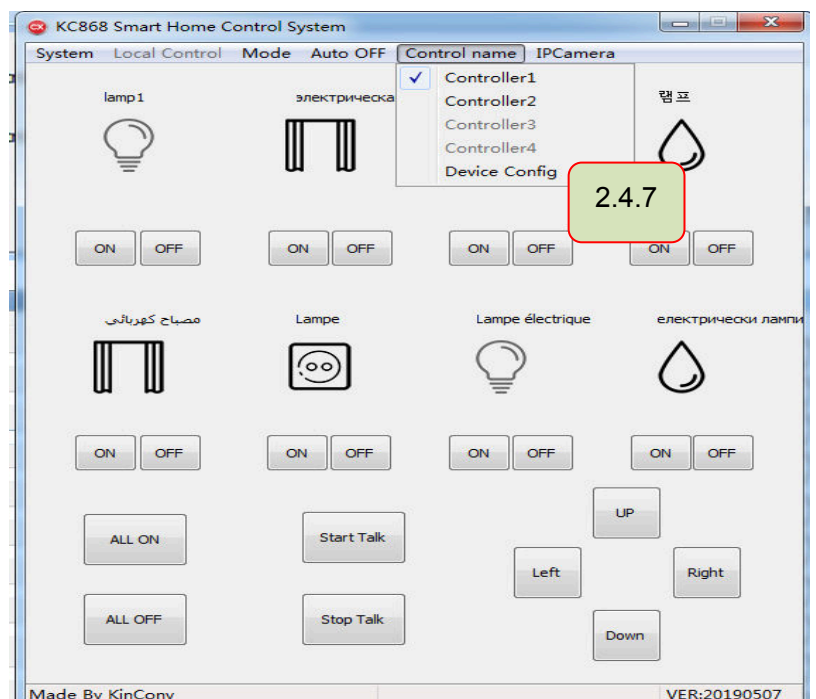 KC868 Smart Home Control System
System Local Control Mode Auto OFF Control name IPCamera
Controller1
Controller2
Controller3
Controller4
Device Config
2.4.7
lamp1
электрическа
램프
ON OFF ON OFF ON OFF ON OFF
مصباح كهربائي
Lampe
Lampe électrique
електрически лампи
ON OFF ON OFF ON OFF ON OFF
ALL ON
Start Talk
UP
Left
Right
ALL OFF
Stop Talk
Down
Made By KinCony
VER:20190507